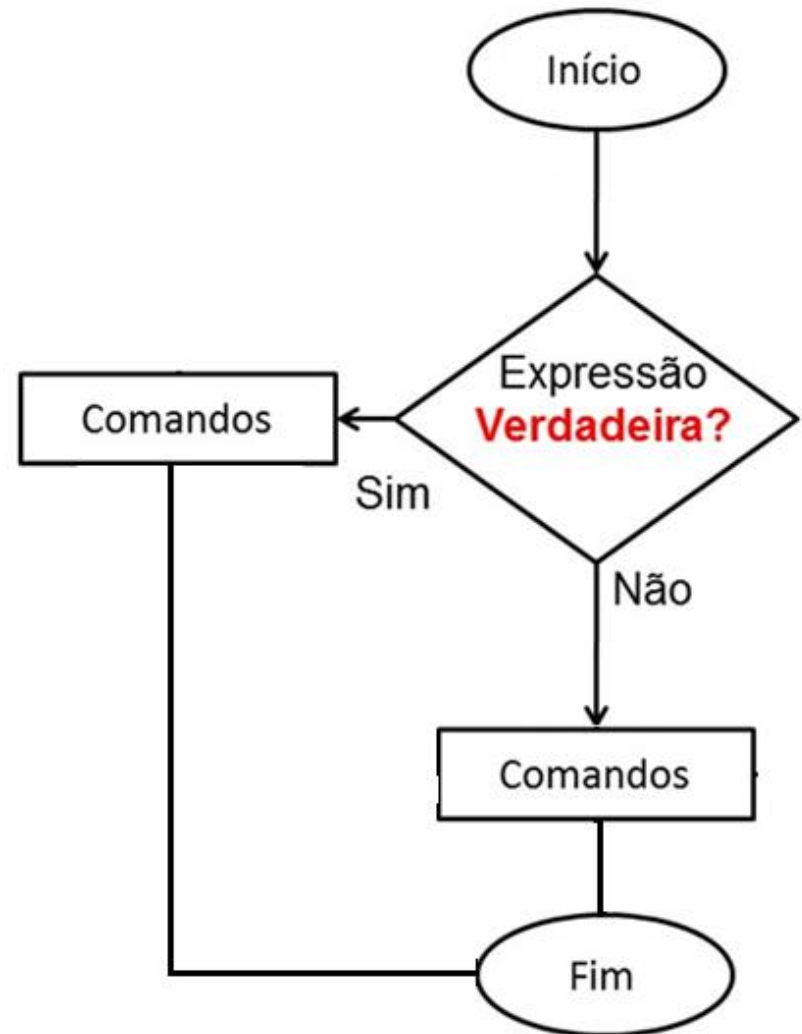 Início
Expressão
Verdadeira?
Comandos
Sim
Não
Comandos
Fim